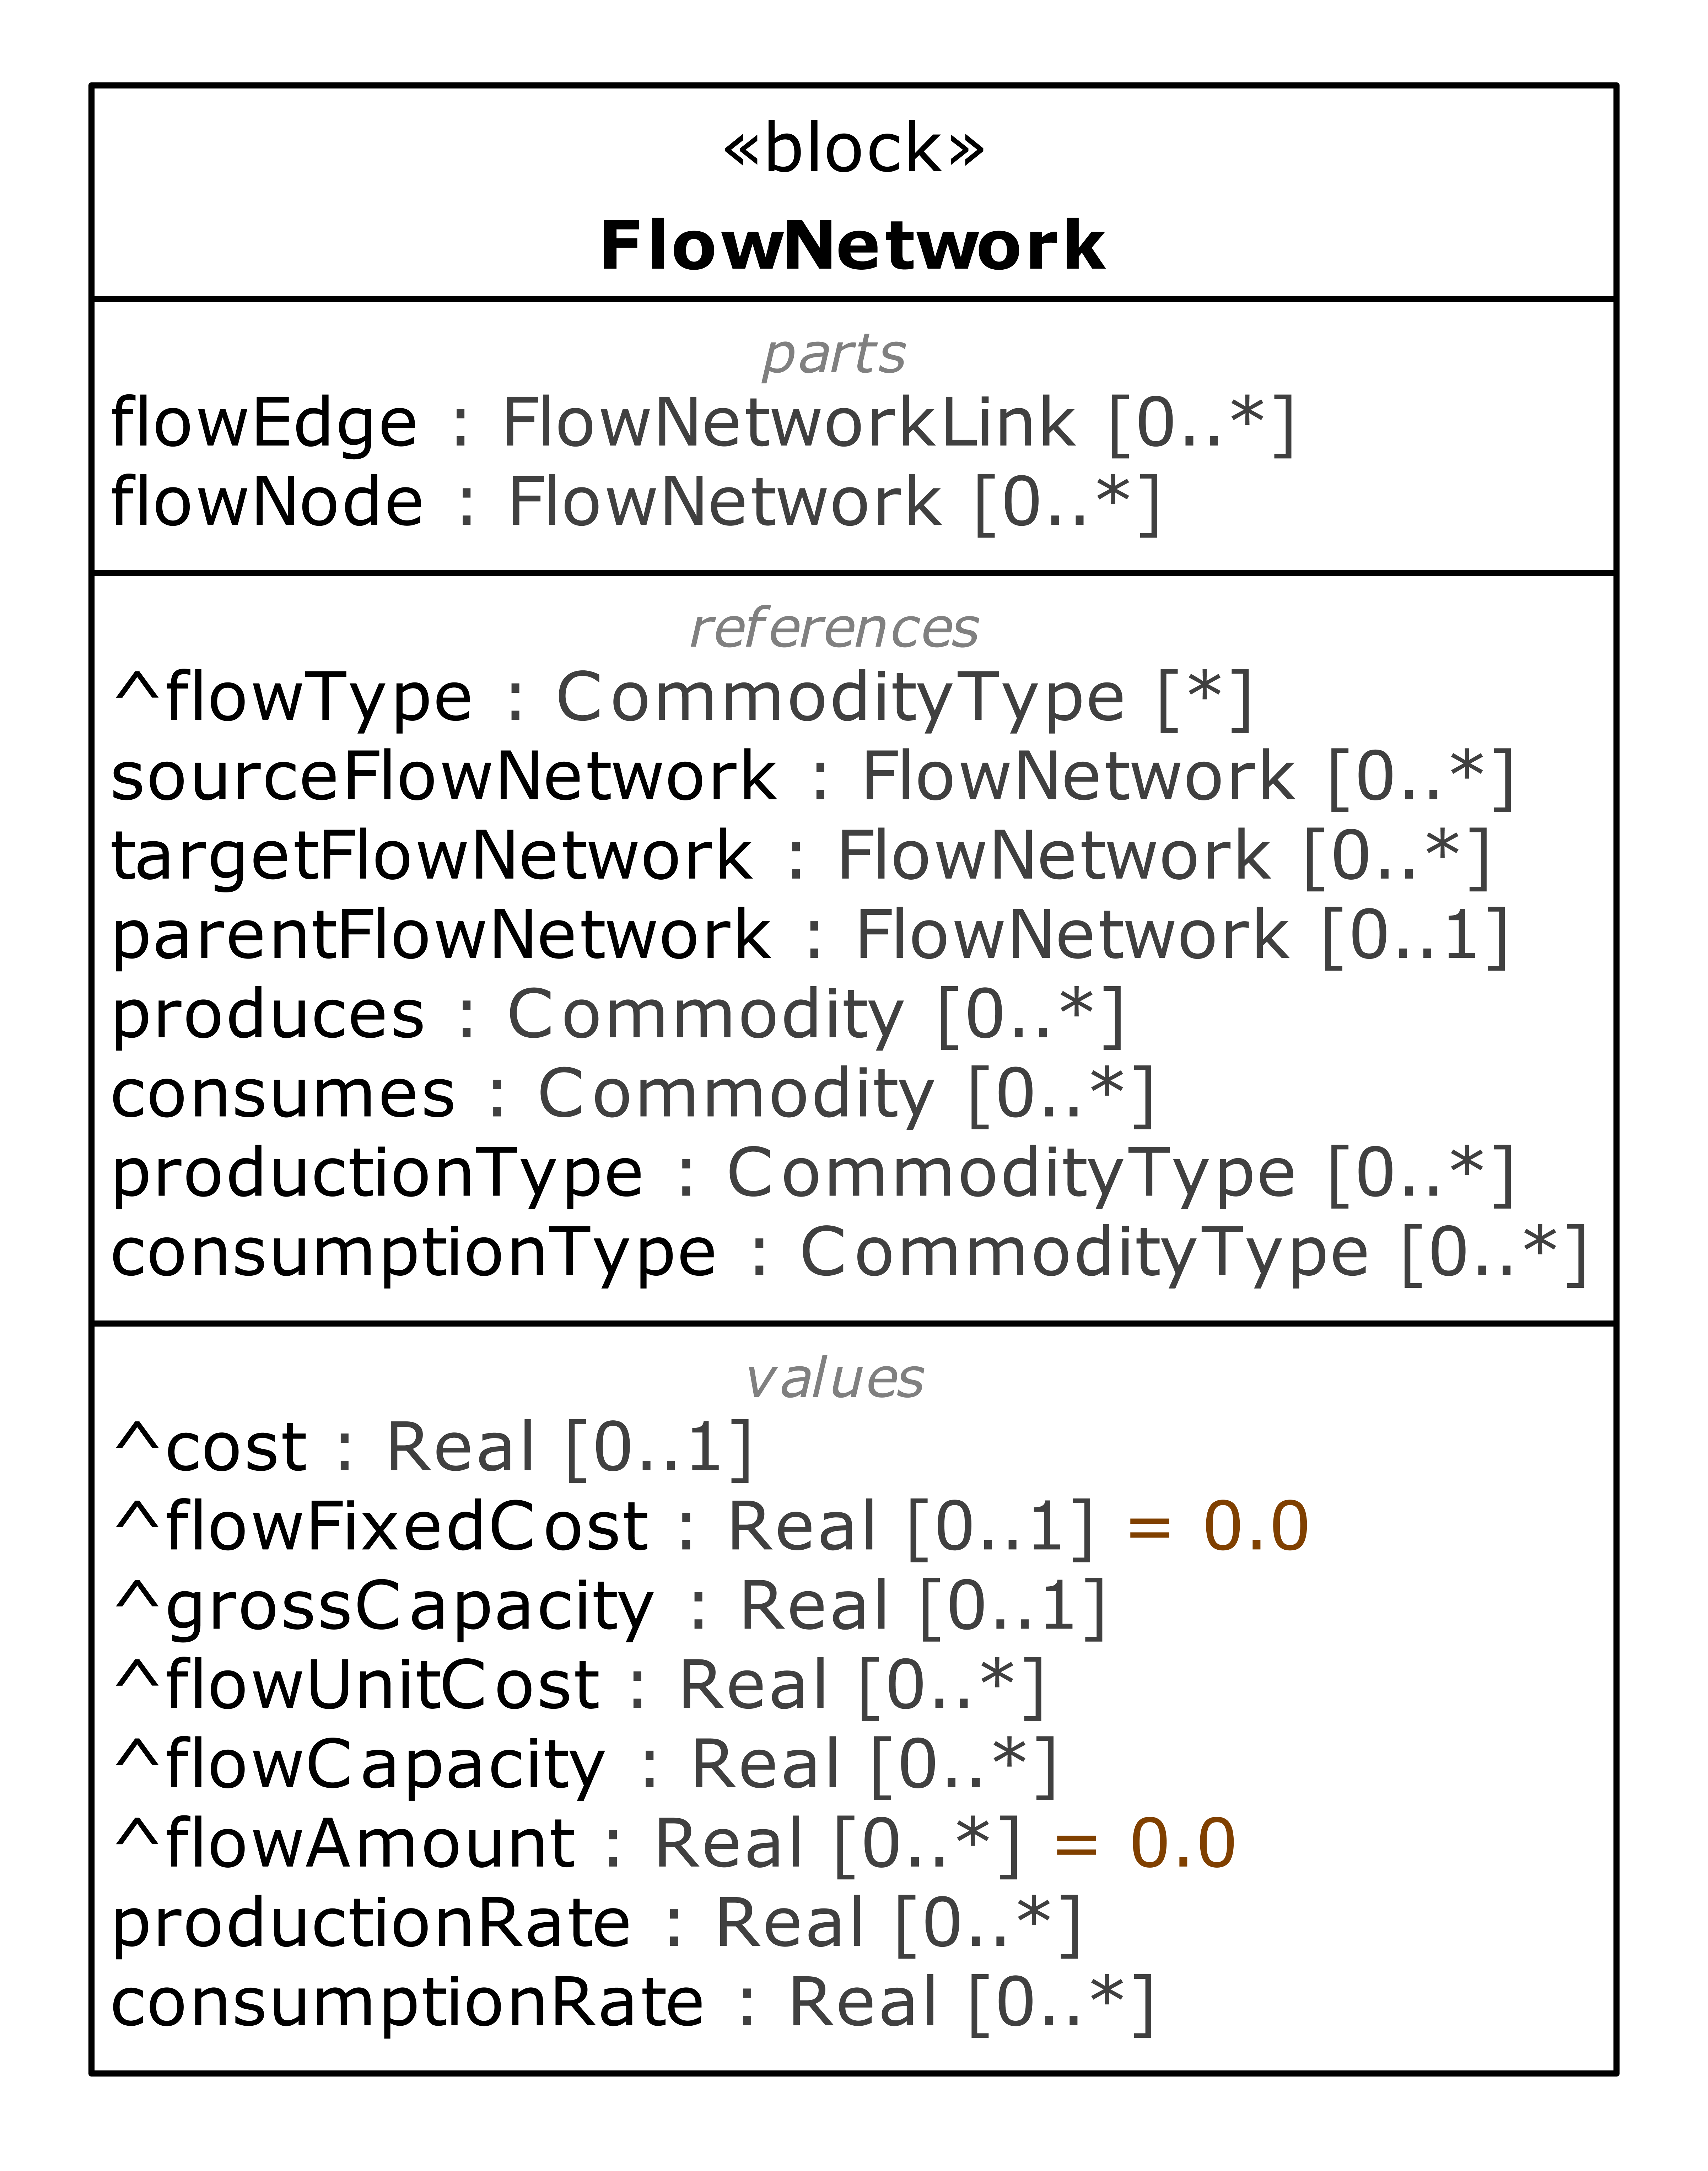 «block»
FlowNetwork
parts
flowEdge : FlowNetworkLink [0..*]
flowNode : FlowNetwork [0..*]
references
^flowType : CommodityType [*]
sourceFlowNetwork : FlowNetwork [0..*]
targetFlowNetwork : FlowNetwork [0..*]
parentFlowNetwork : FlowNetwork [0..1]
produces : Commodity [0..*]
consumes : Commodity [0..*]
productionType : CommodityType [0..*]
consumptionType : CommodityType [0..*]
values
^cost : Real [0..1]
^flowFixedCost : Real [0..1] = 0.0
^grossCapacity : Real [0..1]
^flowUnitCost : Real [0..*]
^flowCapacity : Real [0..*]
^flowAmount : Real [0..*] = 0.0
productionRate : Real [0..*]
consumptionRate : Real [0..*]